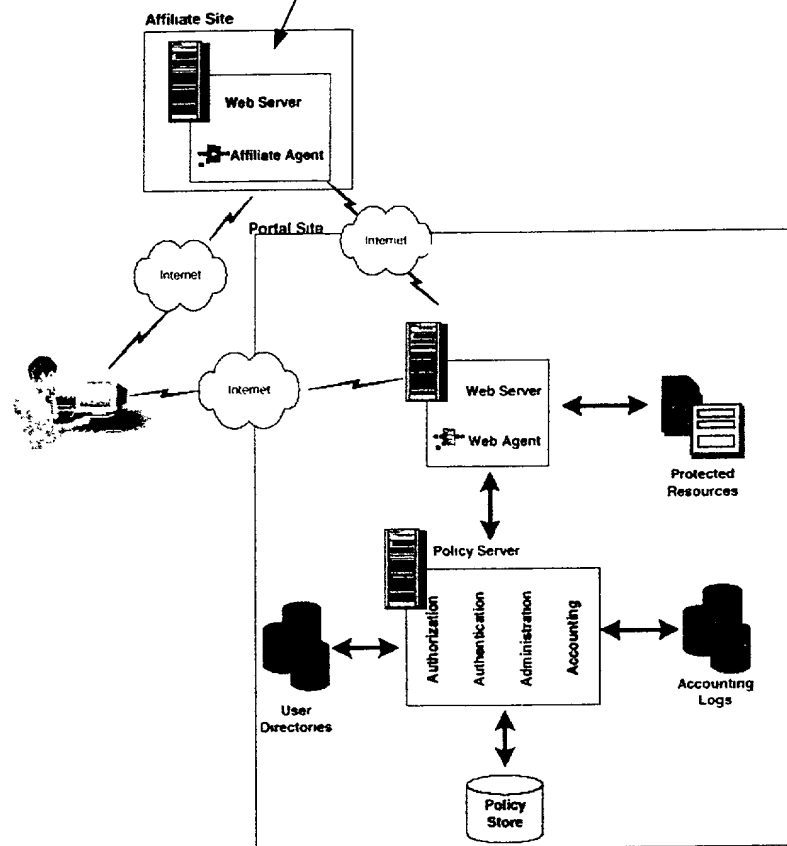 Affiliate Site
Web Server
Affiliate Agent
Portal Site
Internet
Internet
Internet
Web Server
Web Agent
Protected
Resources
Policy Server
Authorization
Authentication
Administration
Accounting
User
Directories
Accounting
Logs
Policy
Store